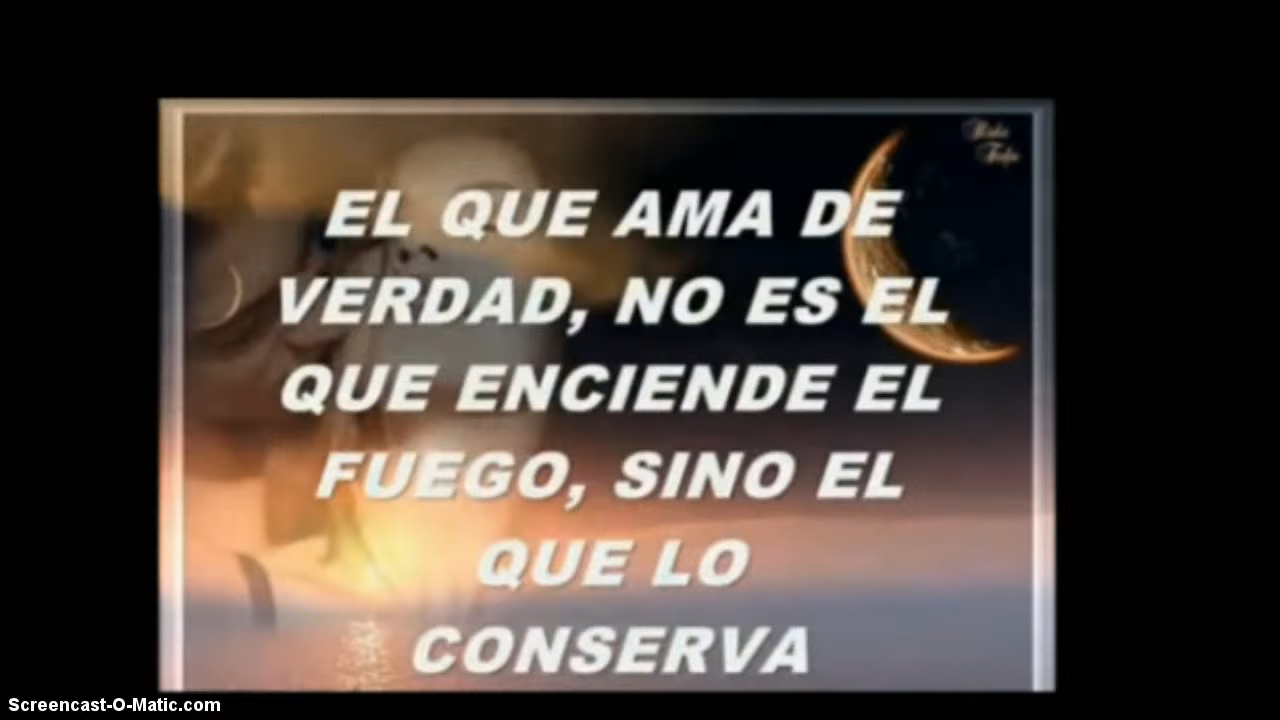 EL QUE AMA DE
VERDAD, NO ES EL
QUE ENCIENDE EL
FUEGO, SINO EL
QUE LO
CONSERVA
Screencast-O-Matic.com